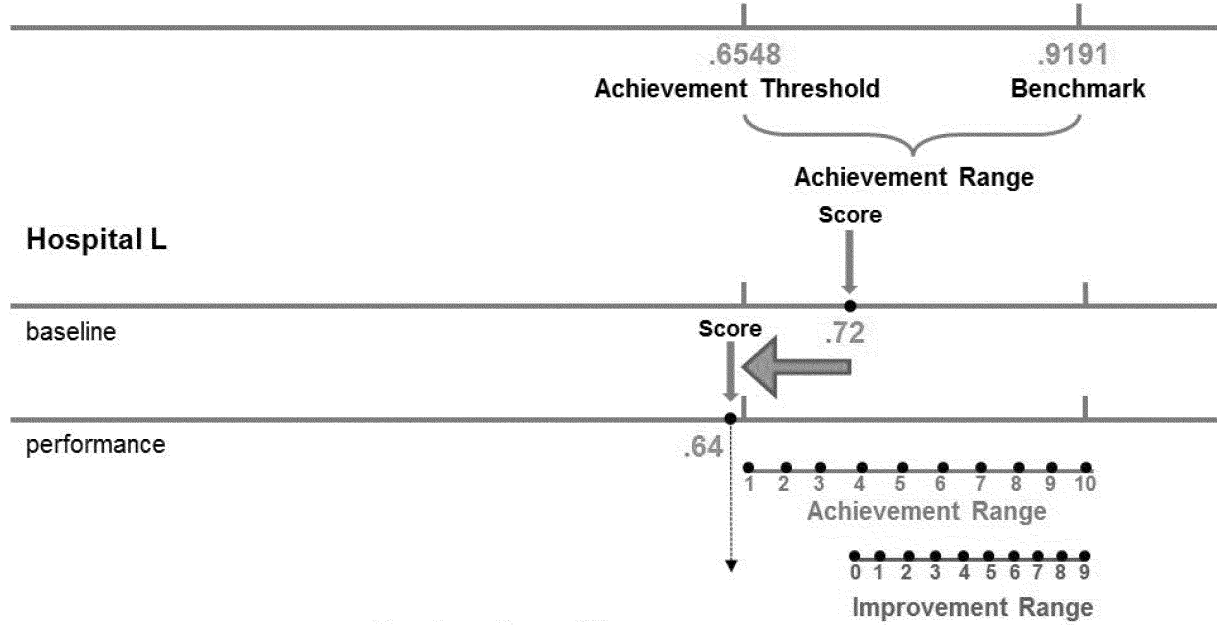 .6548 .9191
Achievement Threshold Benchmark
Achievement Range
Score
Hospital L
baseline
Score
.72
performance
.64
1 2 3 4 5 6 7 8 9 10
Achievement Range
0 1 2 3 4 5 6 7 8 9
Improvement Range